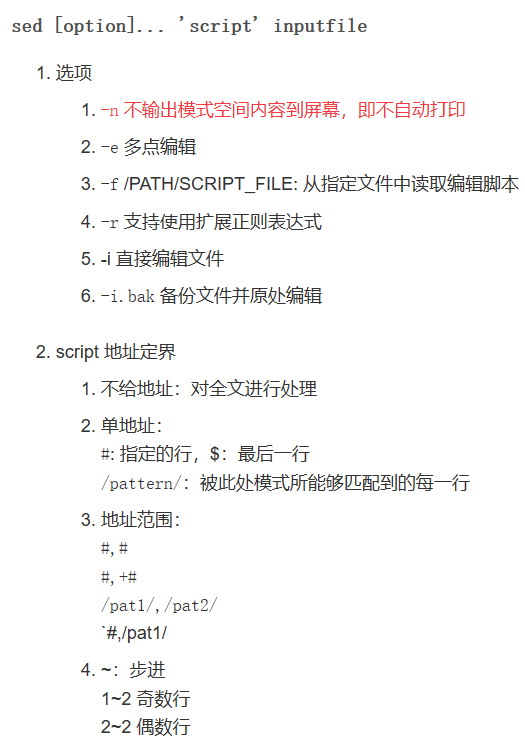 sed [option]... 'script' inputfile
1. 选项
1. -n 不输出模式空间内容到屏幕，即不自动打印
2. -e 多点编辑
3. -f /PATH/SCRIPT_FILE: 从指定文件中读取编辑脚本
4. -r 支持使用扩展正则表达式
5. -i 直接编辑文件
6. -i.bak 备份文件并原处编辑
2. script 地址定界
1. 不给地址：对全文进行处理
2. 单地址：
#: 指定的行，$：最后一行
/pattern/：被此处模式所能够匹配到的每一行
3. 地址范围：
#,#
#,+#
/pat1/,/pat2/
`#,/pat1/
4. ~：步进
1~2 奇数行
2~2 偶数行